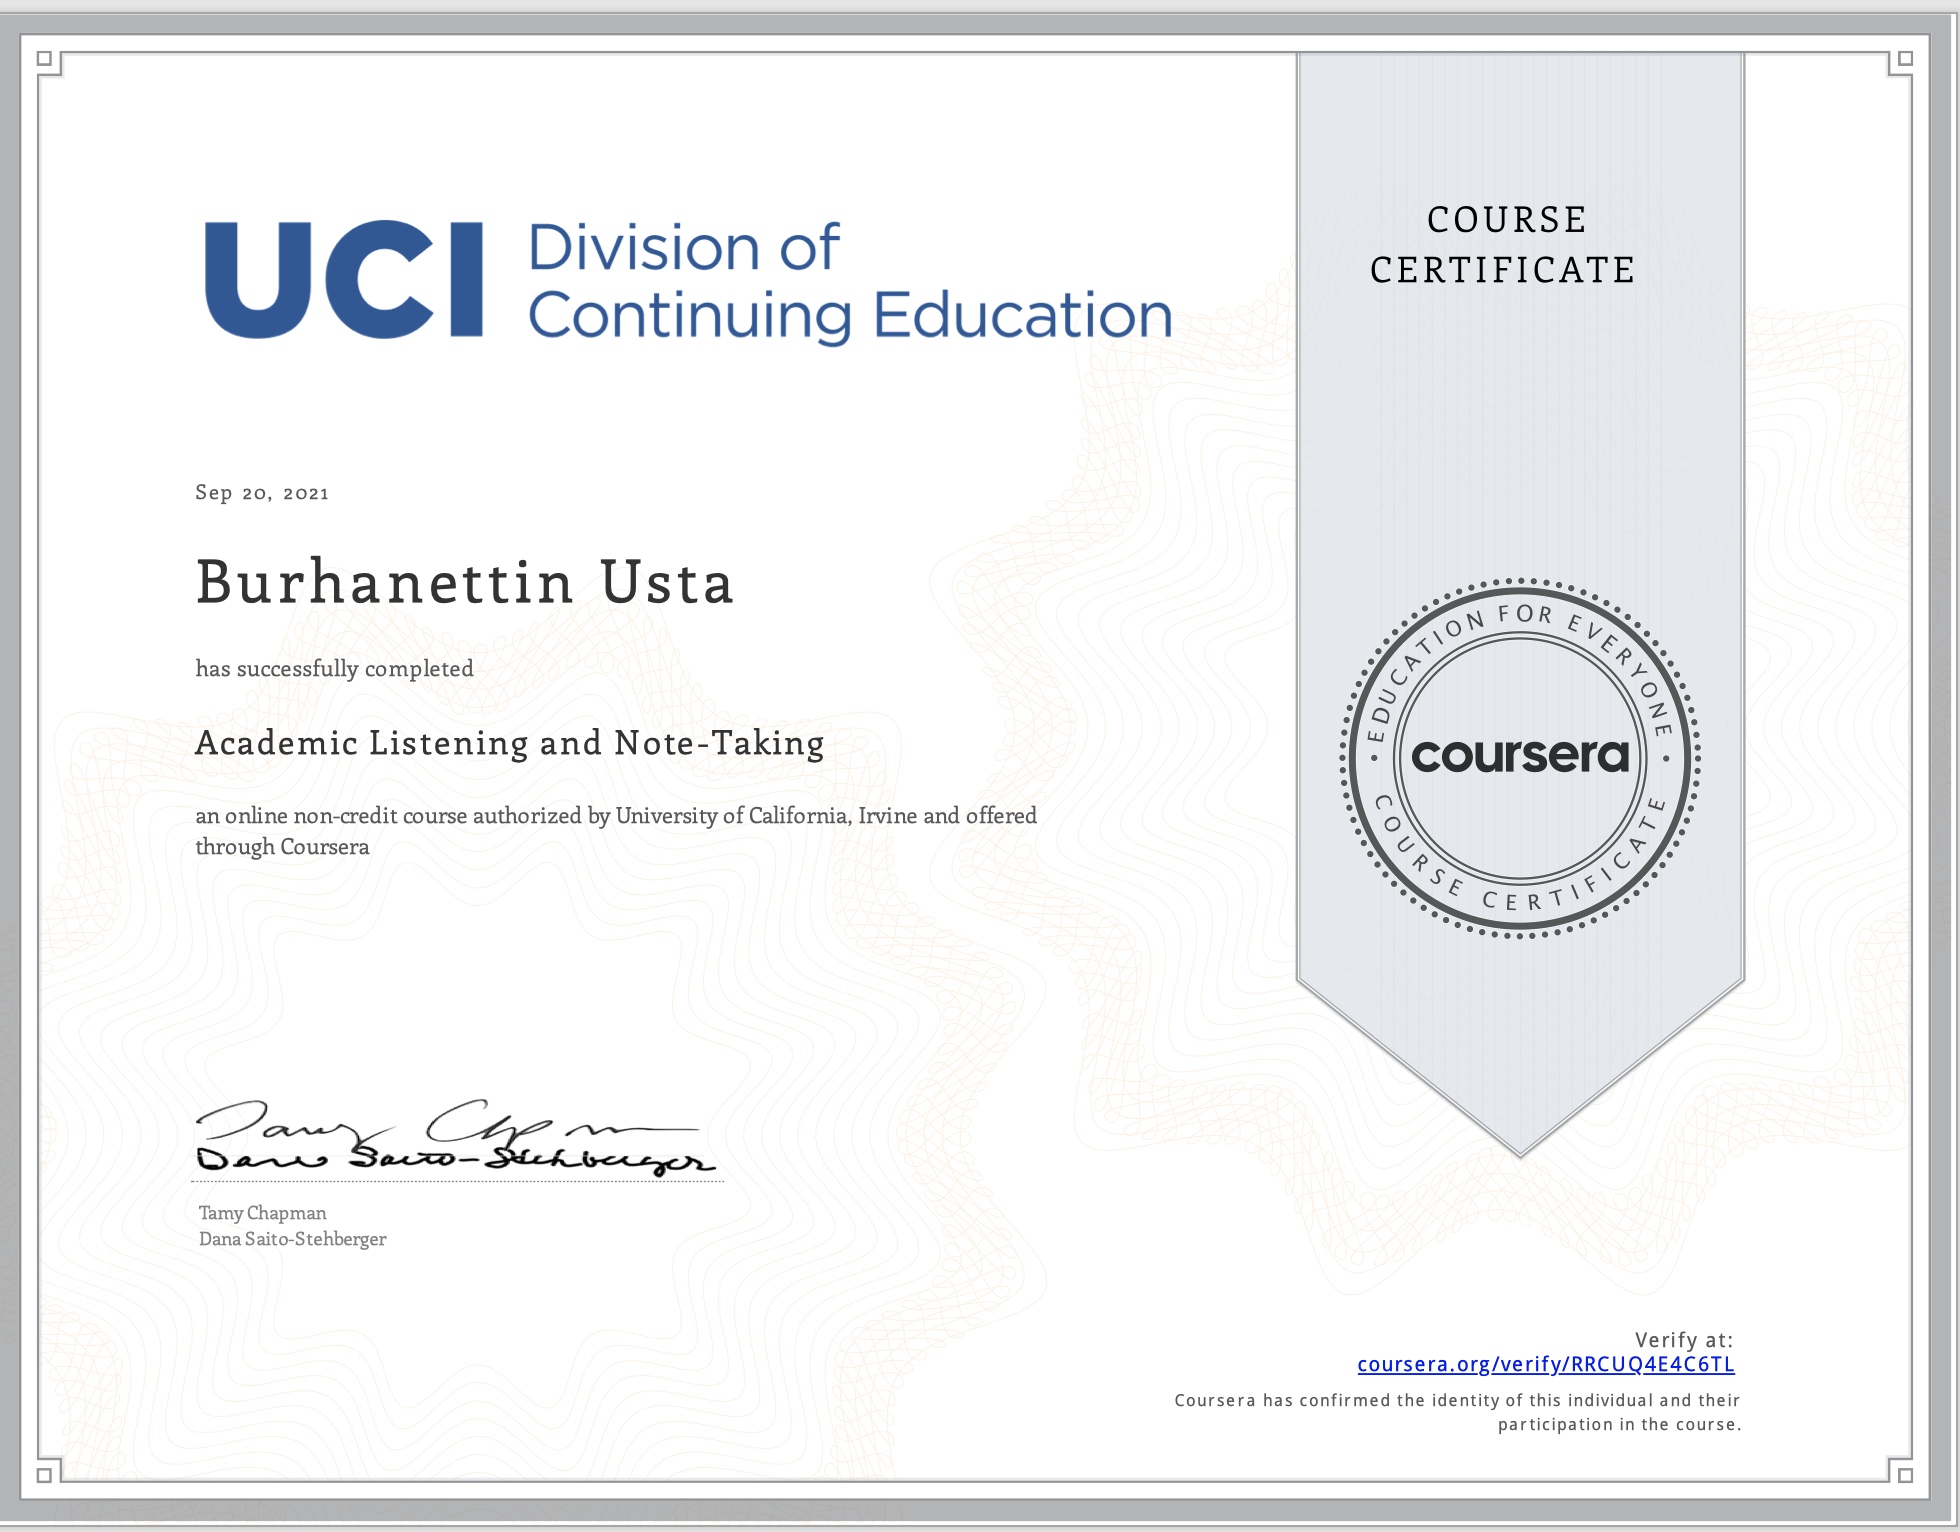 UCI Division of
Continuing Education
COURSE
CERTIFICATE
Sep 20, 2021
Burhanettin Usta
has successfully completed
Academic Listening and Note-Taking
an online non-credit course authorized by University of California, Irvine and offered
through Coursera
EDUCATION FOR EVERYONE
coursera
COURSE CERTIFICATE
Tamy Chapman
Dana Saito-Stehberger
Tamy Chapman
Dana Saito-Stehberger
Verify at:
coursera.org/verify/RRCUQ4E4C6TL
Coursera has confirmed the identity of this individual and their
participation in the course.